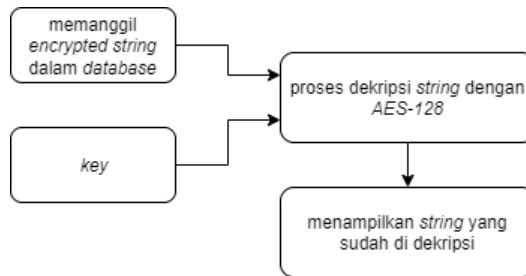 memanggil
encrypted string
dalam database
proses dekripsi string dengan
AES-128
key
menampilkan string yang
sudah di dekripsi